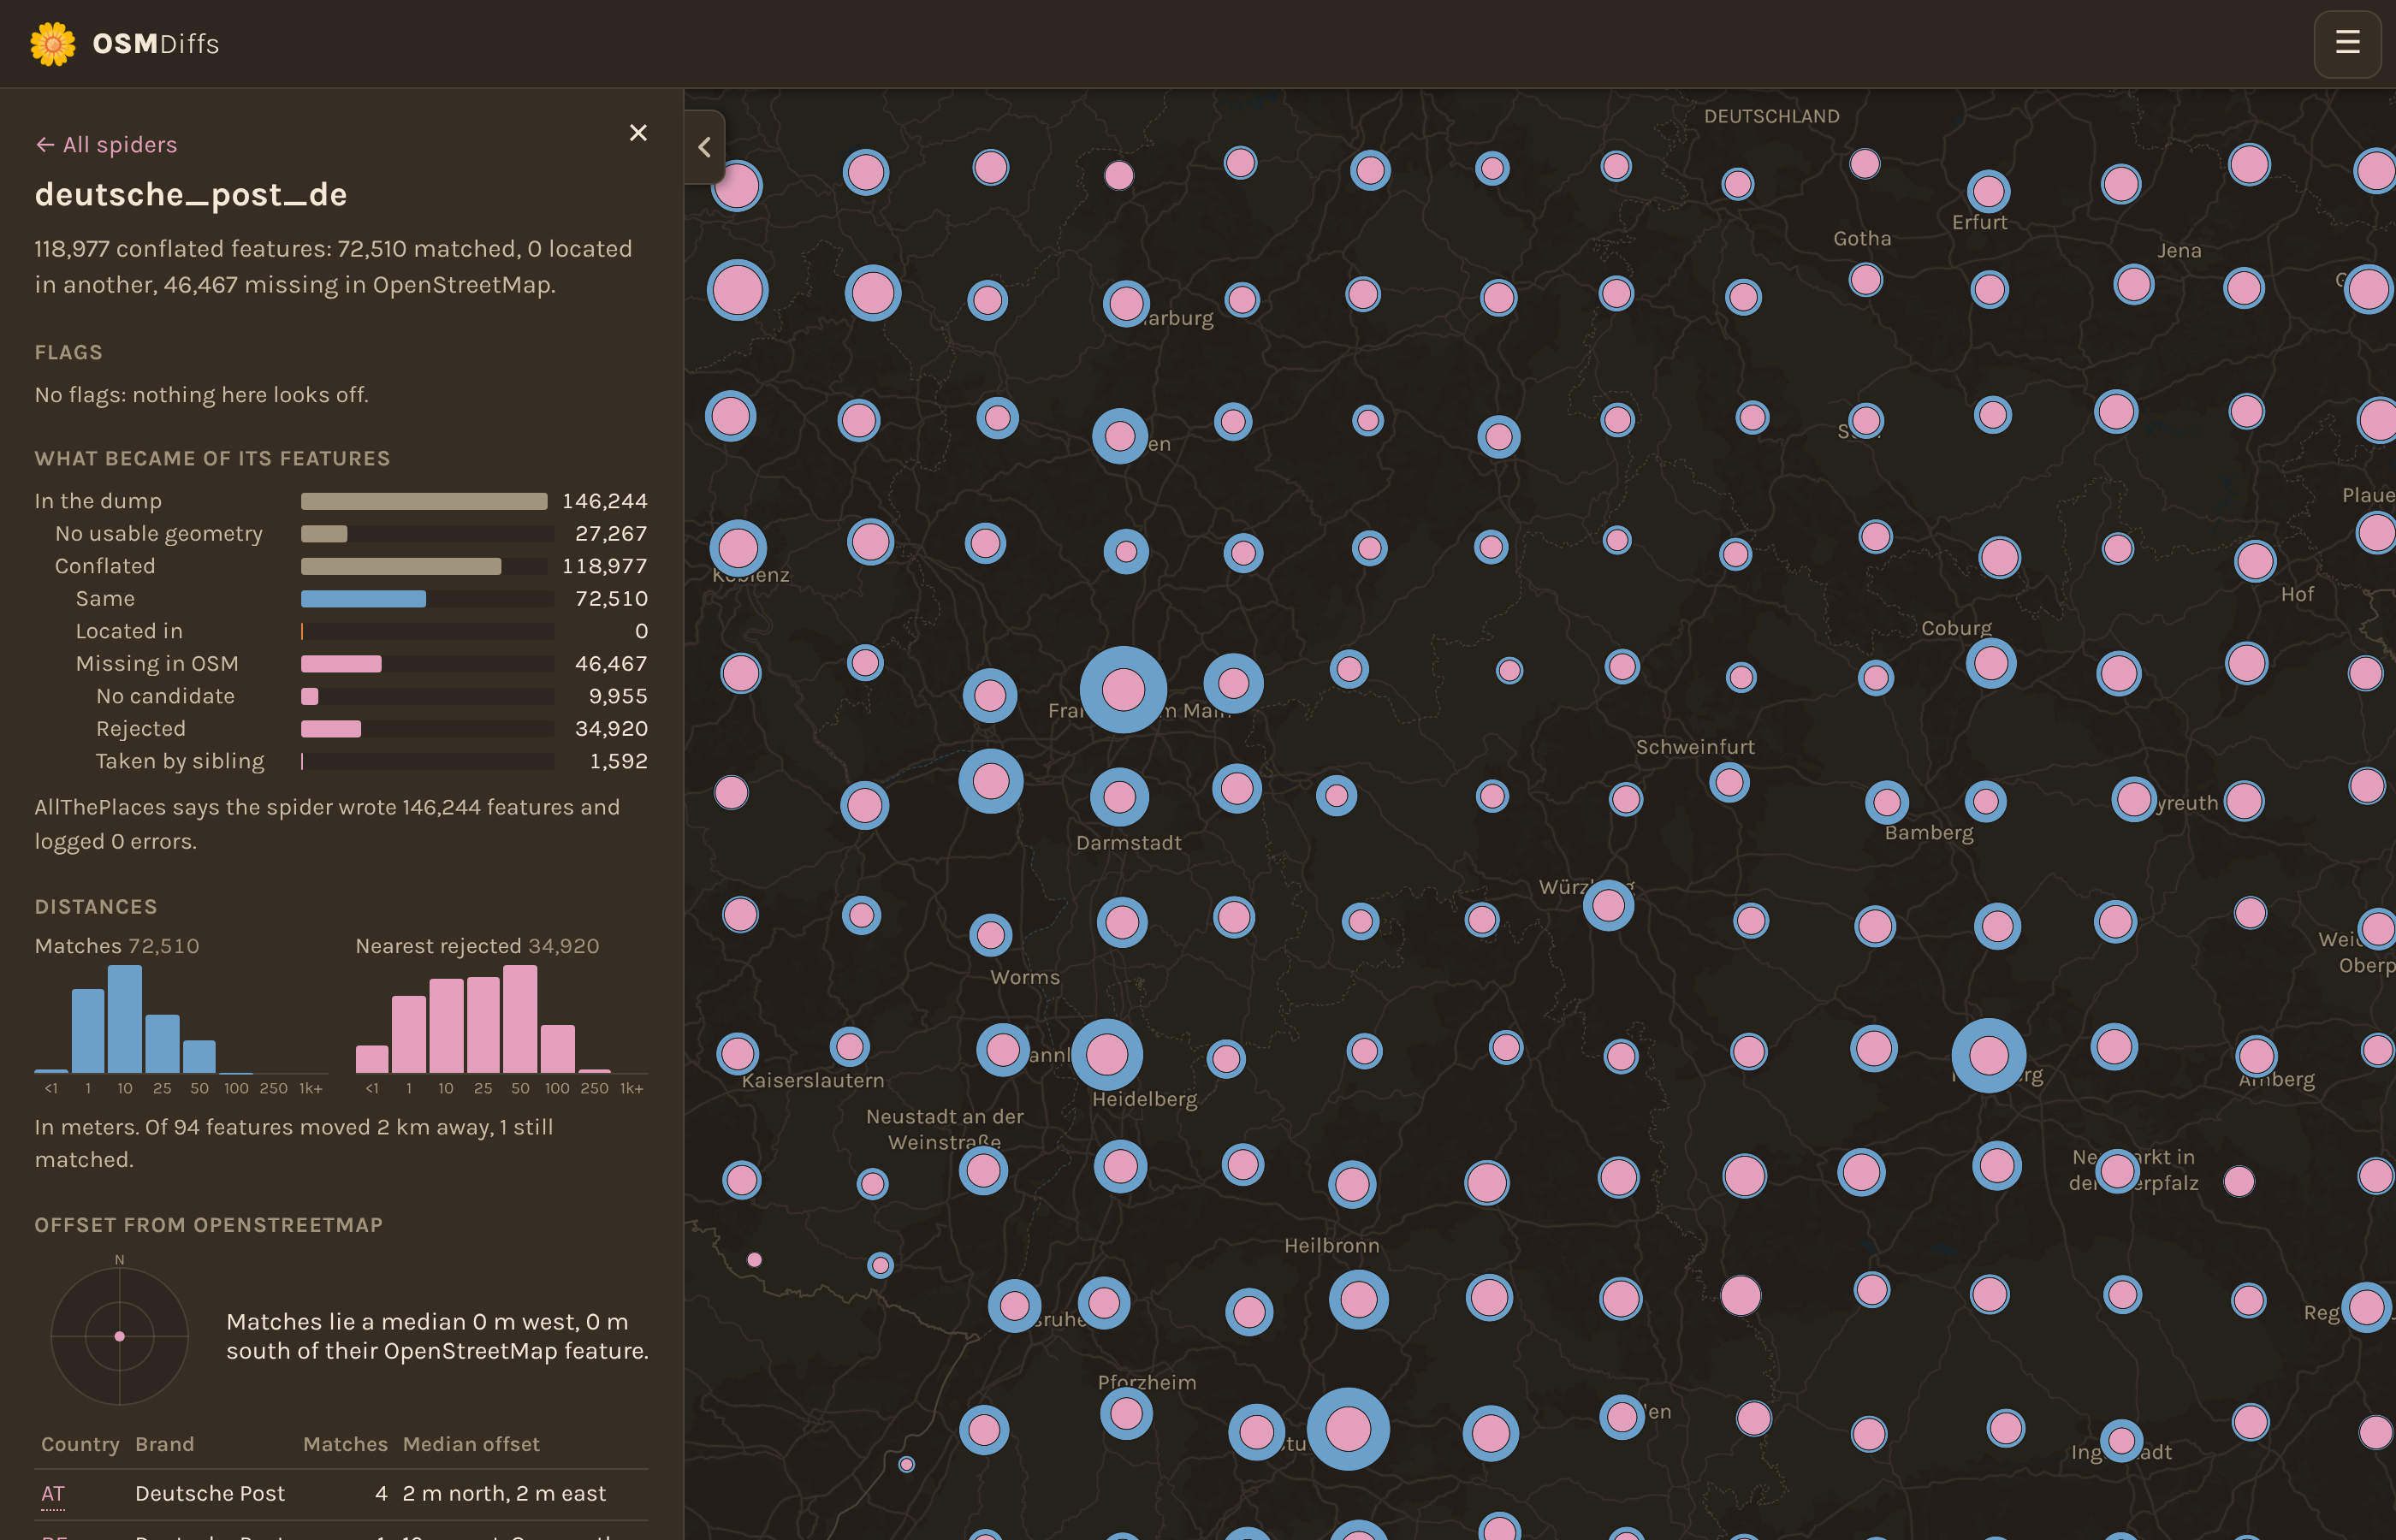 OSMDiffs
← All spiders
deutsche_post_de
118,977 conflated features: 72,510 matched, 0 located
in another, 46,467 missing in OpenStreetMap.
FLAGS
No flags: nothing here looks off.
WHAT BECAME OF ITS FEATURES
In the dump 146,244
No usable geometry 27,267
Conflated 118,977
Same 72,510
Located in 0
Missing in OSM 46,467
No candidate 9,955
Rejected 34,920
Taken by sibling 1,592
AllThePlaces says the spider wrote 146,244 features and
logged 0 errors.
DISTANCES
Matches 72,510 Nearest rejected 34,920
<1 1 10 25 50 100 250 1k+ <1 1 10 25 50 100 250 1k+
In meters. Of 94 features moved 2 km away, 1 still
matched.
OFFSET FROM OPENSTREETMAP
N
Matches lie a median 0 m west, 0 m
south of their OpenStreetMap feature.
Country Brand Matches Median offset
AT Deutsche Post 4 2 m north, 2 m east
DEUTSCHLAND
Erfurt
Gotha
Jena
Hof
Coburg
Schweinfurt
Darmstadt
Bamberg
Worms
Kaiserslautern
Heidelberg
Neustadt an der
Weinstraße
Amberg
Heilbronn
Pforzheim